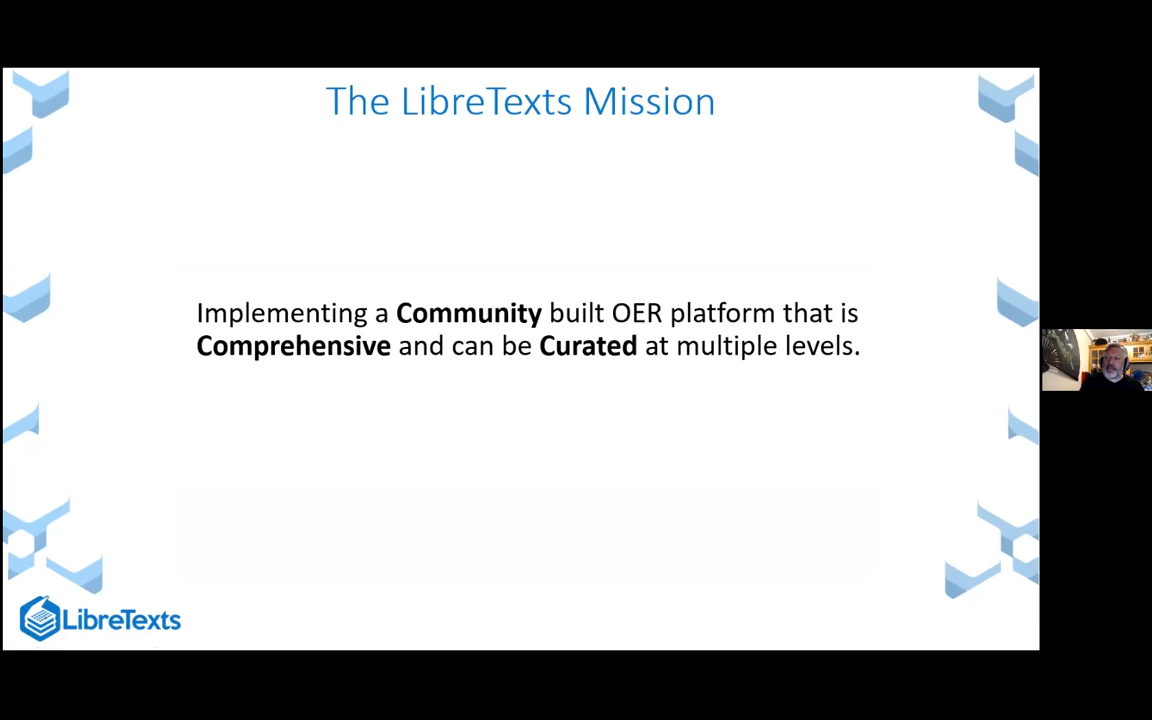 The LibreTexts Mission
Implementing a Community built OER platform that is
Comprehensive and can be Curated at multiple levels.
LibreTexts